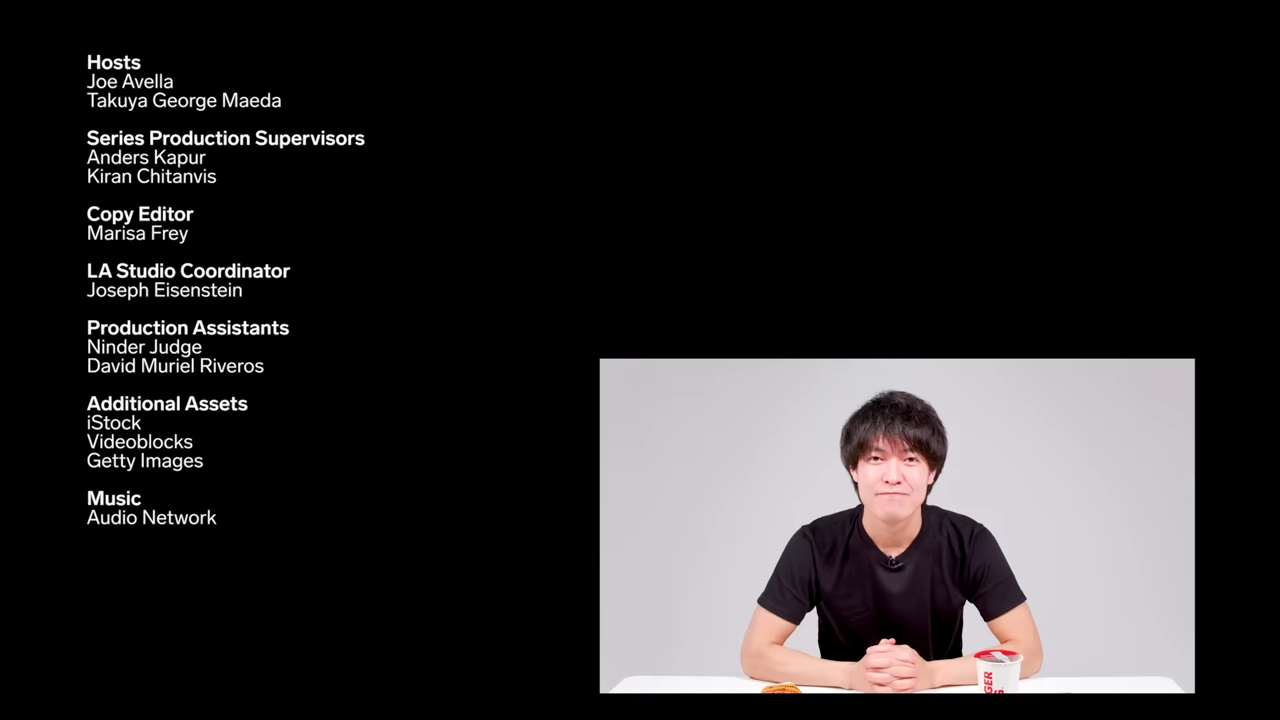 Hosts
Joe Avella
Takuya George Maeda
Series Production Supervisors
Anders Kapur
Kiran Chitanvis
Copy Editor
Marisa Frey
LA Studio Coordinator
Joseph Eisenstein
Production Assistants
Ninder Judge
David Muriel Riveros
Additional Assets
iStock
Videoblocks
Getty Images
Music
Audio Network